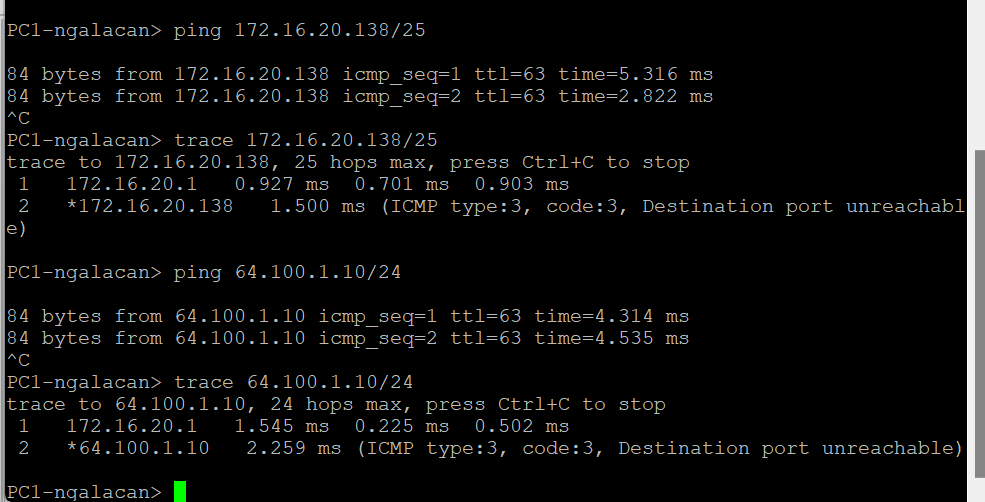 PC1-ngalacan> ping 172.16.20.138/25
84 bytes from 172.16.20.138 icmp_seq=1 ttl=63 time=5.316 ms
84 bytes from 172.16.20.138 icmp_seq=2 ttl=63 time=2.822 ms
^C
PC1-ngalacan> trace 172.16.20.138/25
trace to 172.16.20.138, 25 hops max, press Ctrl+C to stop
 1   172.16.20.1   0.927 ms  0.701 ms  0.903 ms
 2   *172.16.20.138   1.500 ms (ICMP type:3, code:3, Destination port unreachabl
e)
PC1-ngalacan> ping 64.100.1.10/24
84 bytes from 64.100.1.10 icmp_seq=1 ttl=63 time=4.314 ms
84 bytes from 64.100.1.10 icmp_seq=2 ttl=63 time=4.535 ms
^C
PC1-ngalacan> trace 64.100.1.10/24
trace to 64.100.1.10, 24 hops max, press Ctrl+C to stop
 1   172.16.20.1   1.545 ms  0.225 ms  0.502 ms
 2   *64.100.1.10   2.259 ms (ICMP type:3, code:3, Destination port unreachable)
PC1-ngalacan>